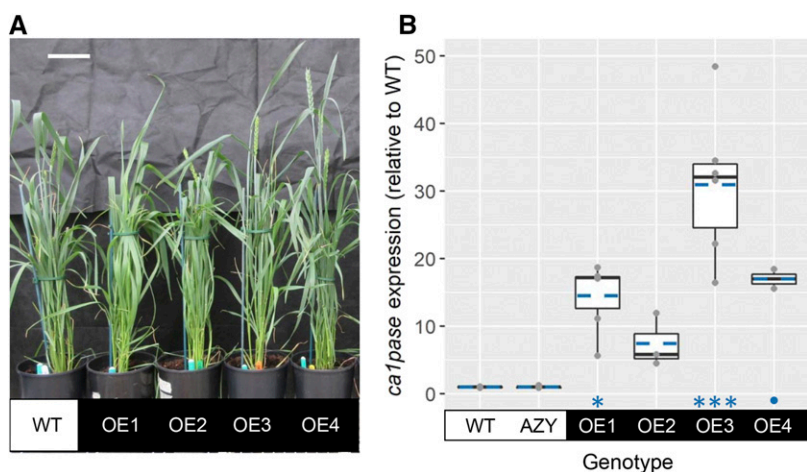 A
WT OE1 OE2 OE3 OE4
B
ca1pase expression (relative to WT)
50
40
30
20
10
0
* *** •
WT AZY OE1 OE2 OE3 OE4
Genotype